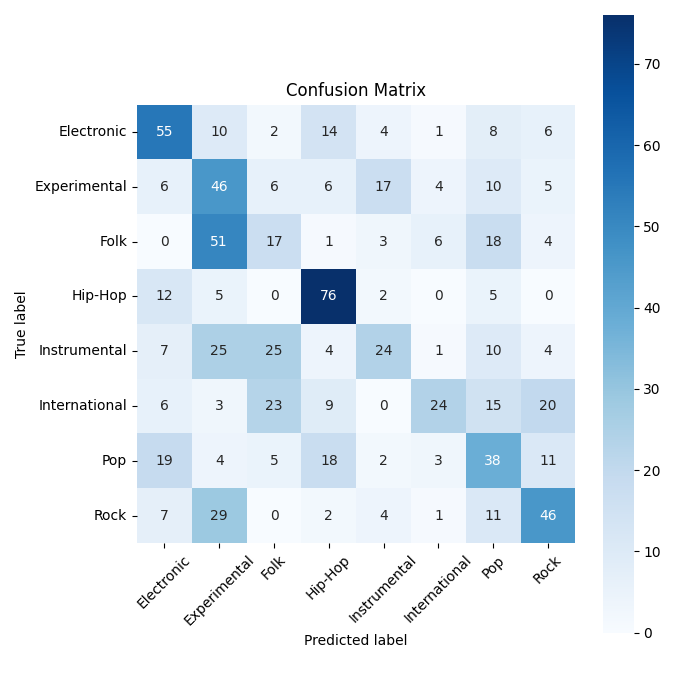 Confusion Matrix
True label
Electronic 55 10 2 14 4 1 8 6
Experimental 6 46 6 6 17 4 10 5
Folk 0 51 17 1 3 6 18 4
Hip-Hop 12 5 0 76 2 0 5 0
Instrumental 7 25 25 4 24 1 10 4
International 6 3 23 9 0 24 15 20
Pop 19 4 5 18 2 3 38 11
Rock 7 29 0 2 4 1 11 46
Electronic Experimental Folk Hip-Hop Instrumental International Pop Rock
Predicted label
70
60
50
40
30
20
10
0